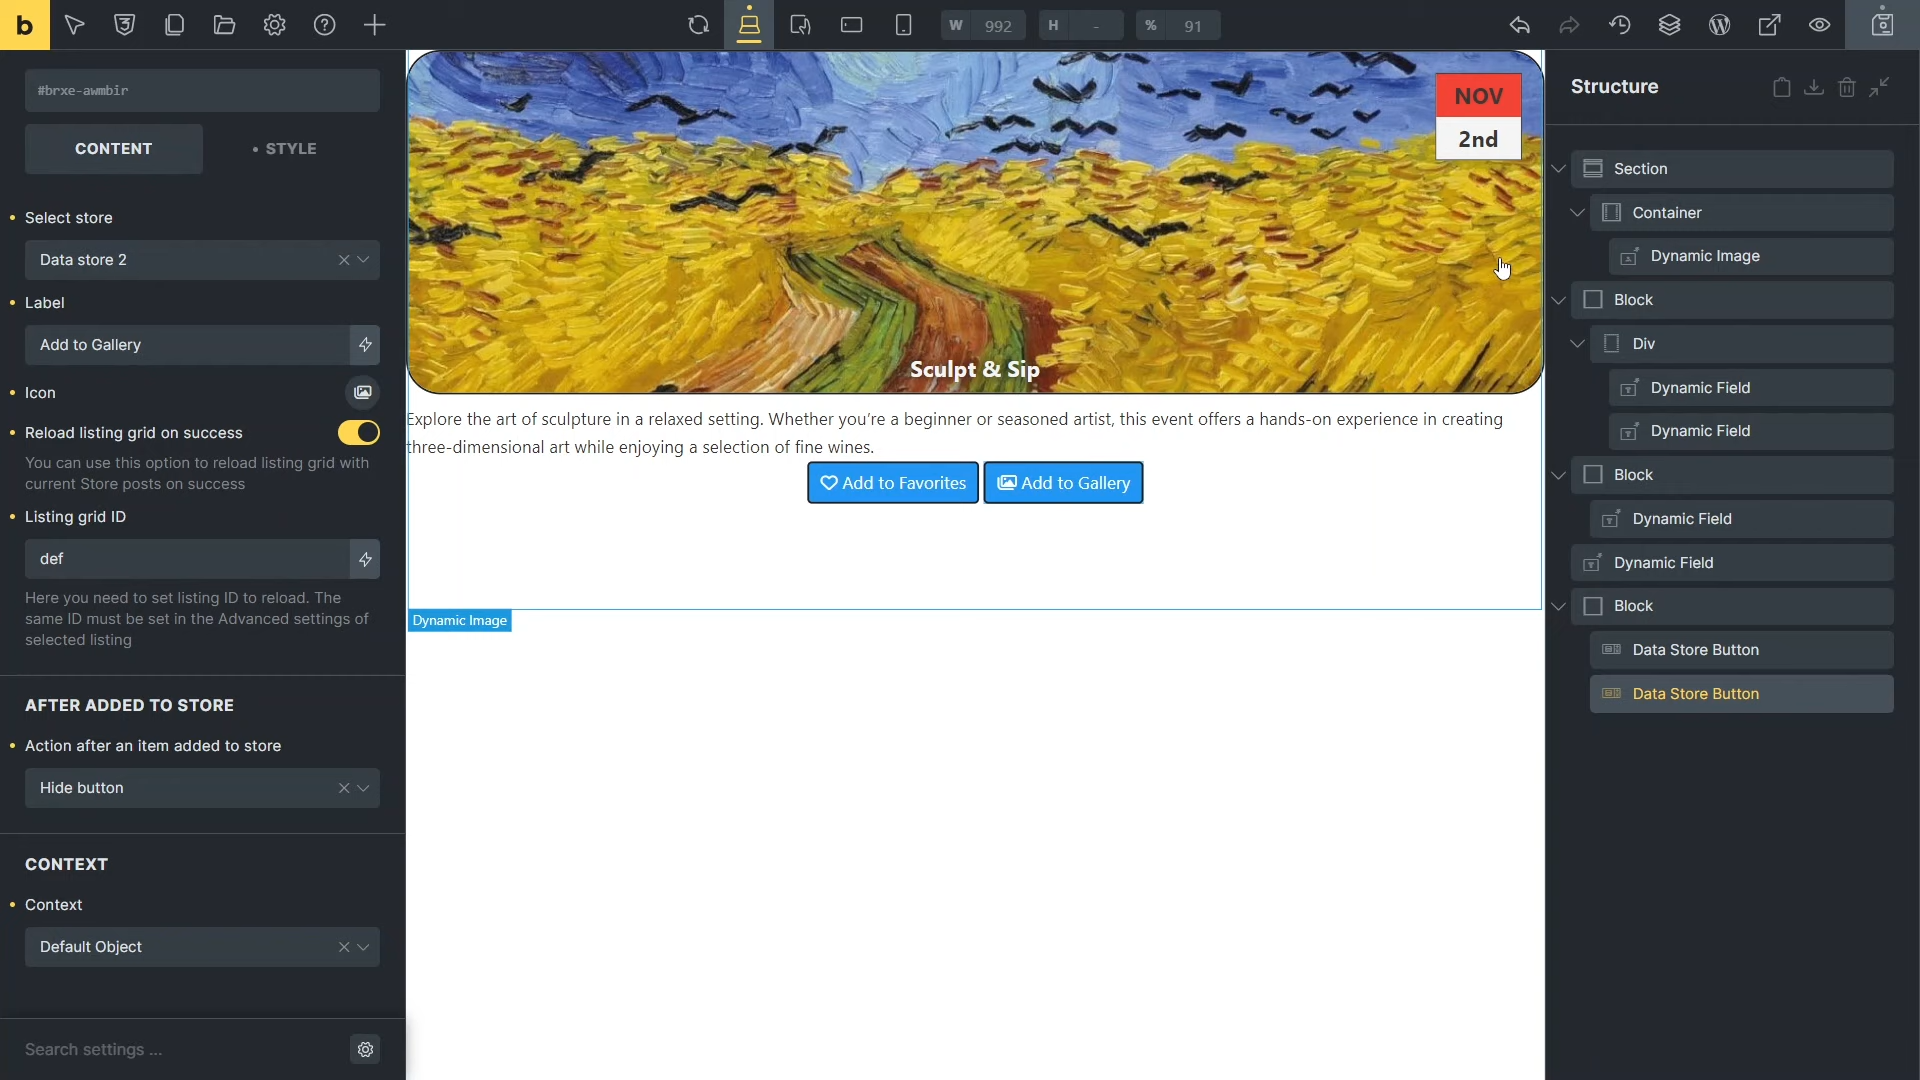 b
W 992 H - % 91
#brxe-awmbir
CONTENT
STYLE
Select store
Data store 2
Label
Add to Gallery
Icon
Reload listing grid on success
You can use this option to reload listing grid with
current Store posts on success
Listing grid ID
def
Here you need to set listing ID to reload. The
same ID must be set in the Advanced settings of
selected listing
AFTER ADDED TO STORE
Action after an item added to store
Hide button
CONTEXT
Context
Default Object
Search settings ...
NOV
2nd
Sculpt & Sip
Explore the art of sculpture in a relaxed setting. Whether you’re a beginner or seasoned artist, this event offers a hands-on experience in creating
three-dimensional art while enjoying a selection of fine wines.
Add to Favorites
Add to Gallery
Dynamic Image
Structure
Section
Container
Dynamic Image
Block
Div
Dynamic Field
Dynamic Field
Block
Dynamic Field
Dynamic Field
Block
Data Store Button
Data Store Button